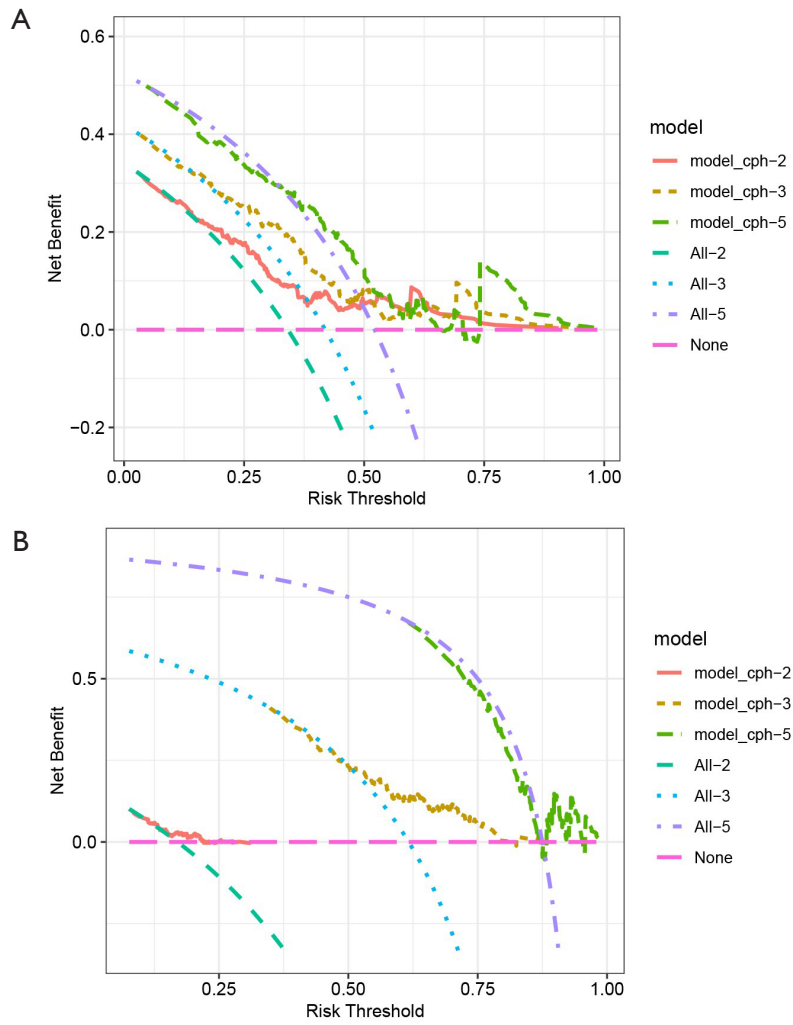 A
0.6
0.4
0.2
0.0
−0.2
Net Benefit
0.00
0.25
0.50
0.75
1.00
Risk Threshold
model
model_cph−2
model_cph−3
model_cph−5
All−2
All−3
All−5
None
B
0.5
0.0
Net Benefit
0.25
0.50
0.75
1.00
Risk Threshold
model
model_cph−2
model_cph−3
model_cph−5
All−2
All−3
All−5
None